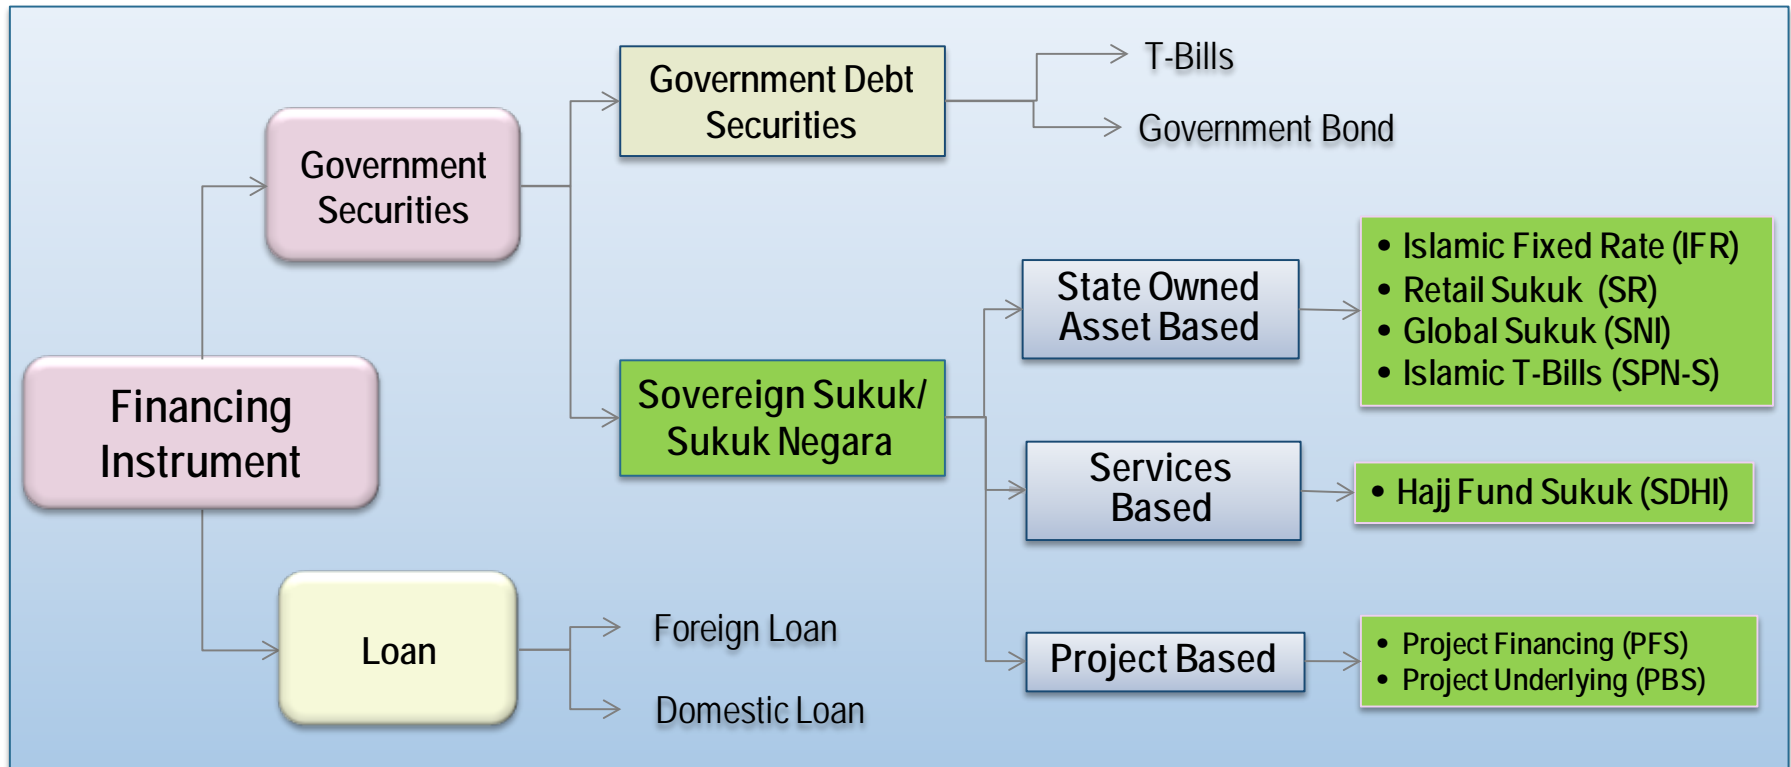 Financing
Instrument
Government
Securities
Government Debt
Securities
T-Bills
Government Bond
Sovereign Sukuk/
Sukuk Negara
State Owned
Asset Based
• Islamic Fixed Rate (IFR)
• Retail Sukuk (SR)
• Global Sukuk (SNI)
• Islamic T-Bills (SPN-S)
Services
Based
• Hajj Fund Sukuk (SDHI)
Project Based
• Project Financing (PFS)
• Project Underlying (PBS)
Loan
Foreign Loan
Domestic Loan